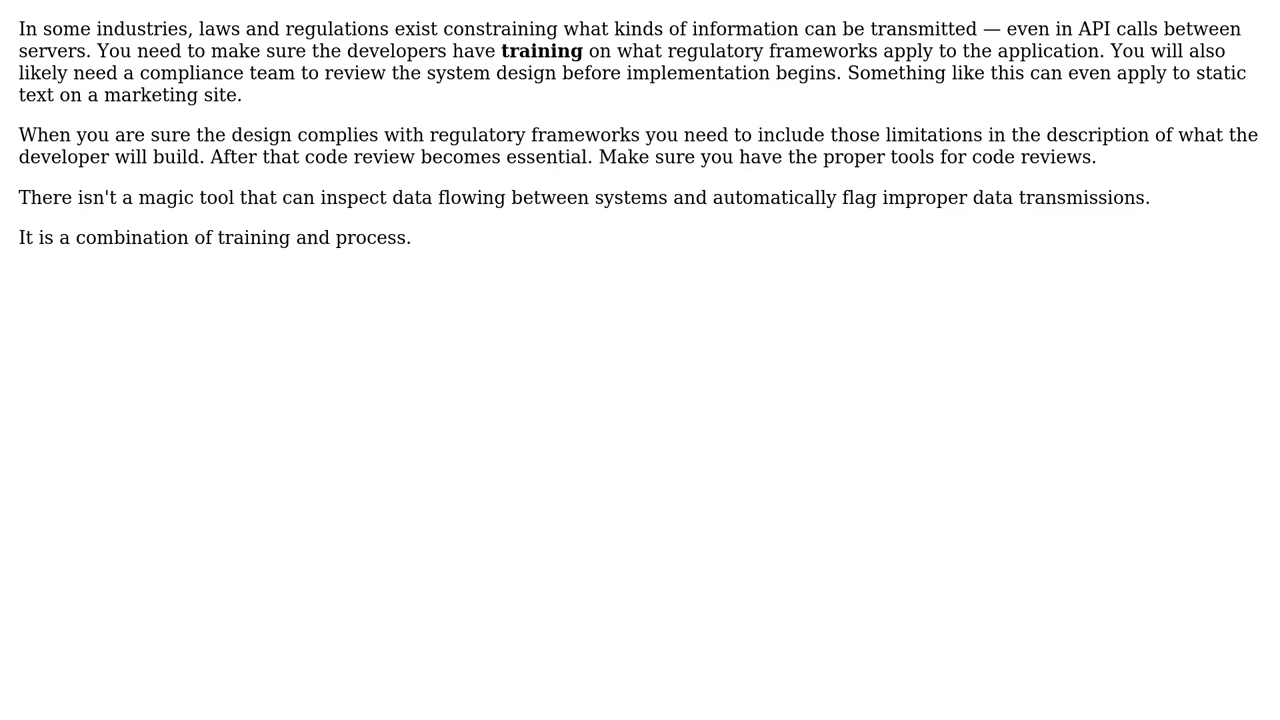 In some industries, laws and regulations exist constraining what kinds of information can be transmitted — even in API calls between
servers. You need to make sure the developers have training on what regulatory frameworks apply to the application. You will also
likely need a compliance team to review the system design before implementation begins. Something like this can even apply to static
text on a marketing site.
When you are sure the design complies with regulatory frameworks you need to include those limitations in the description of what the
developer will build. After that code review becomes essential. Make sure you have the proper tools for code reviews.
There isn't a magic tool that can inspect data flowing between systems and automatically flag improper data transmissions.
It is a combination of training and process.